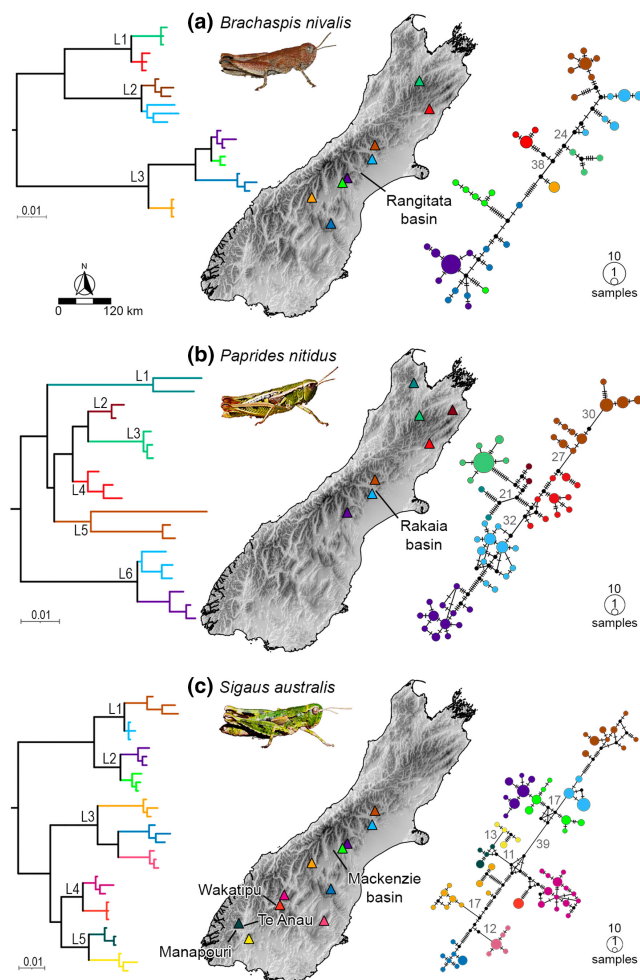 (a) Brachaspis nivalis
L1
L2
L3
0.01
N
0 120 km
Rangitata
basin
24
38
10
1
samples
(b) Paprides nitidus
L1
L2
L3
L4
L5
L6
0.01
Rakaia
basin
30
27
21
32
10
1
samples
(c) Sigaus australis
L1
L2
L3
L4
L5
0.01
Mackenzie
basin
Wakatipu
Te Anau
Manapouri
17
39
13
11
17
12
10
1
samples